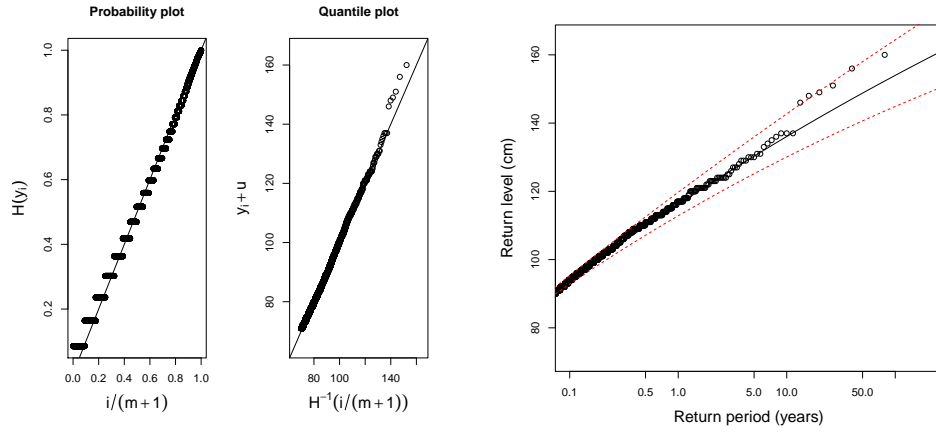 Probability plot
H(yᵢ)
0.2 0.4 0.6 0.8 1.0
0.0 0.2 0.4 0.6 0.8 1.0
i/(m+1)
Quantile plot
yᵢ + u
80 100 120 140 160
80 100 120 140
H⁻¹(i/(m+1))
Return level (cm)
80 100 120 140 160
0.1 0.5 1.0 5.0 10.0 50.0
Return period (years)